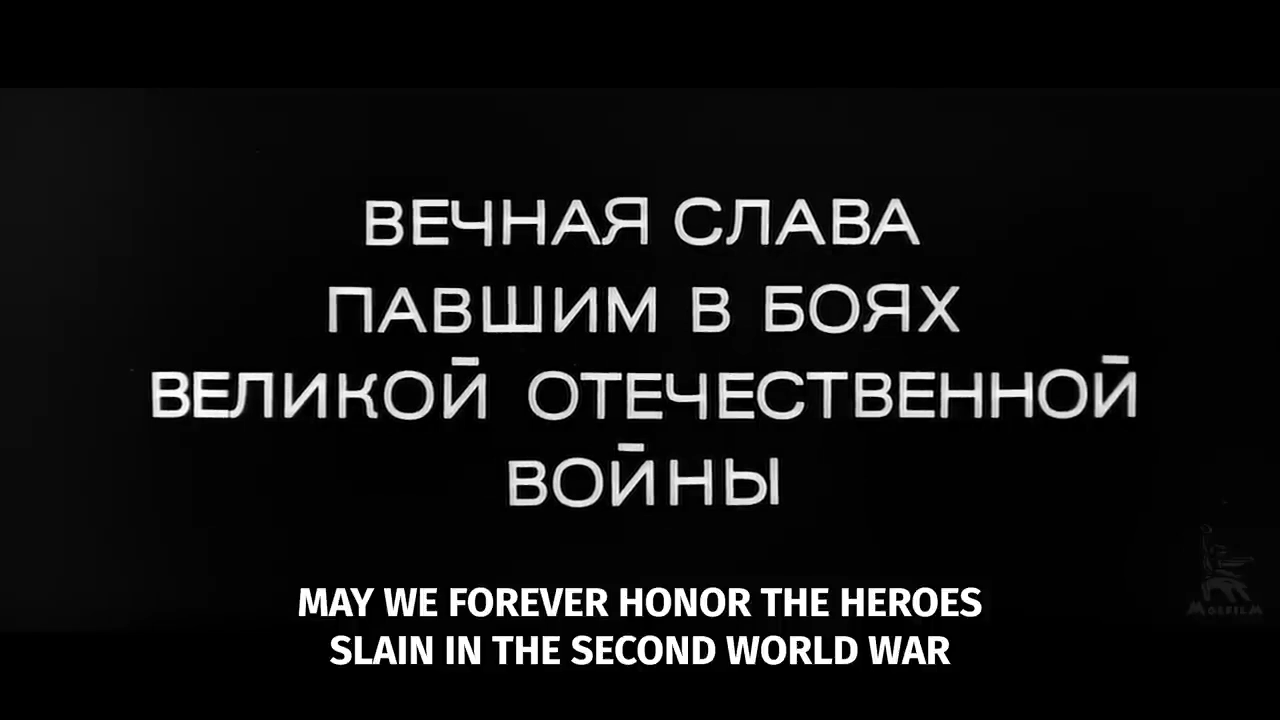 ВЕЧНАЯ СЛАВА
ПАВШИМ В БОЯХ
ВЕЛИКОЙ ОТЕЧЕСТВЕННОЙ
ВОЙНЫ
MOSFILM
MAY WE FOREVER HONOR THE HEROES
SLAIN IN THE SECOND WORLD WAR